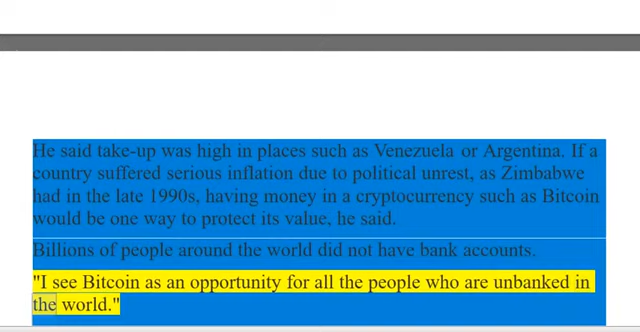 He said take-up was high in places such as Venezuela or Argentina. If a
country suffered serious inflation due to political unrest, as Zimbabwe
had in the late 1990s, having money in a cryptocurrency such as Bitcoin
would be one way to protect its value, he said.
Billions of people around the world did not have bank accounts.
"I see Bitcoin as an opportunity for all the people who are unbanked in
the world."